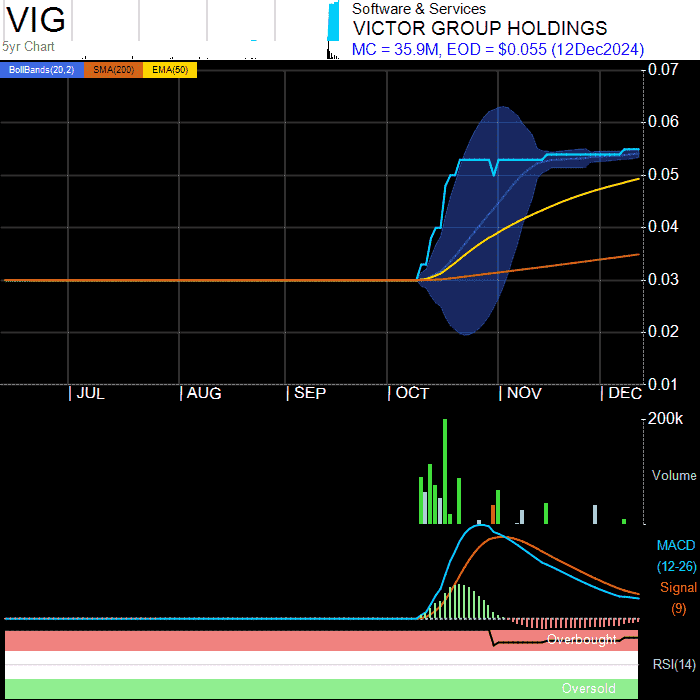 VIG
Software & Services
VICTOR GROUP HOLDINGS
5yr Chart
MC = 35.9M, EOD = $0.055 (12Dec2024)
BollBands(20,2) SMA(200) EMA(50)
0.07
0.06
0.05
0.04
0.03
0.02
0.01
| JUL | AUG | SEP | OCT | NOV | DEC
200k
Volume
MACD
(12-26)
Signal
(9)
Overbought
RSI(14)
Oversold